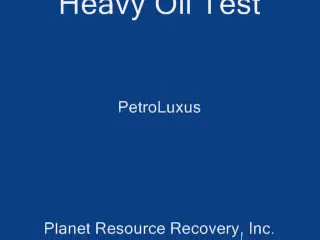 Heavy Oil Test
PetroLuxus
Planet Resource Recovery, Inc.